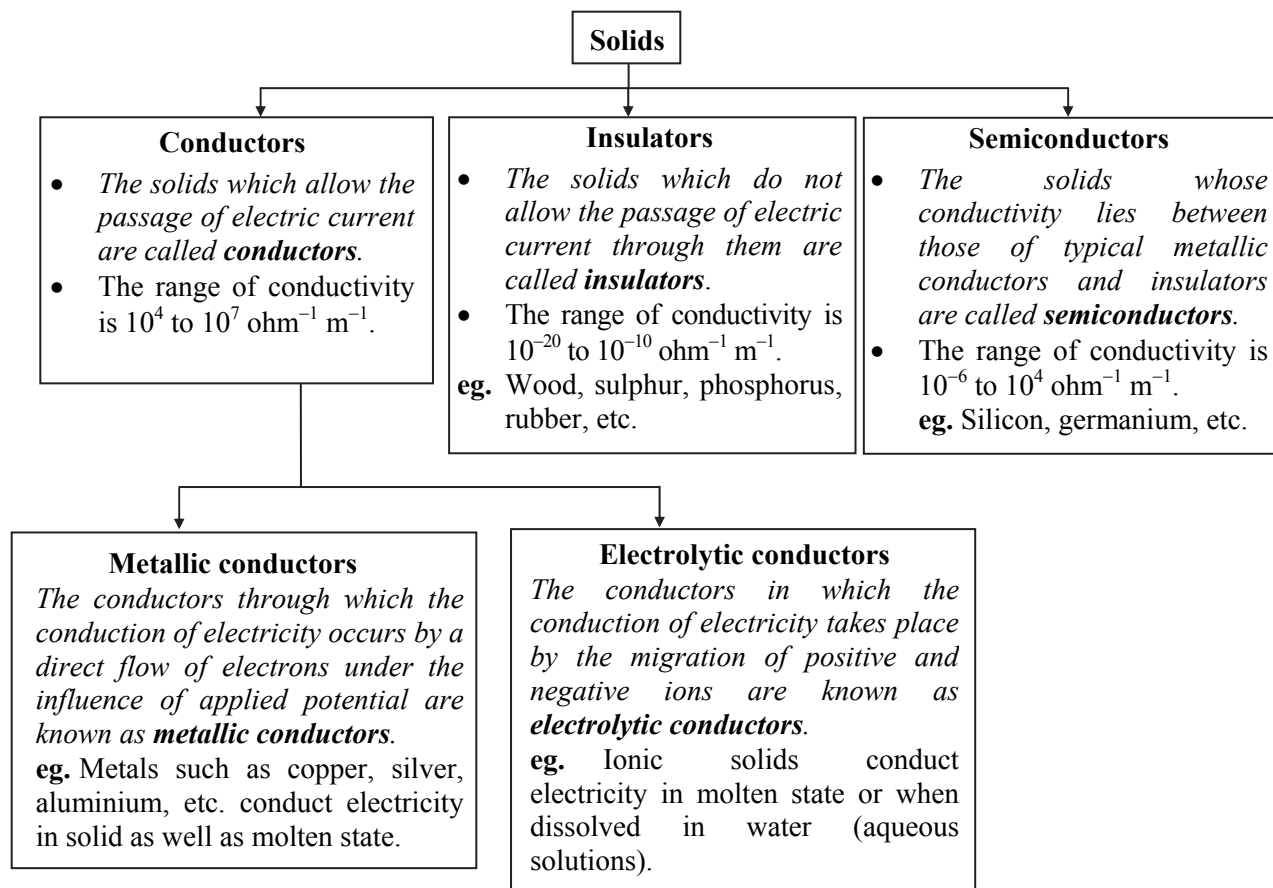 Solids
Conductors
• The solids which allow the
passage of electric current
are called conductors.
• The range of conductivity
is 10⁴ to 10⁷ ohm⁻¹ m⁻¹.
Insulators
• The solids which do not
allow the passage of electric
current through them are
called insulators.
• The range of conductivity is
10⁻²⁰ to 10⁻¹⁰ ohm⁻¹ m⁻¹.
eg. Wood, sulphur, phosphorus,
rubber, etc.
Semiconductors
• The solids whose
conductivity lies between
those of typical metallic
conductors and insulators
are called semiconductors.
• The range of conductivity is
10⁻⁶ to 10⁴ ohm⁻¹ m⁻¹.
eg. Silicon, germanium, etc.
Metallic conductors
The conductors through which the
conduction of electricity occurs by a
direct flow of electrons under the
influence of applied potential are
known as metallic conductors.
eg. Metals such as copper, silver,
aluminium, etc. conduct electricity
in solid as well as molten state.
Electrolytic conductors
The conductors in which the
conduction of electricity takes place
by the migration of positive and
negative ions are known as
electrolytic conductors.
eg. Ionic solids conduct
electricity in molten state or when
dissolved in water (aqueous
solutions).